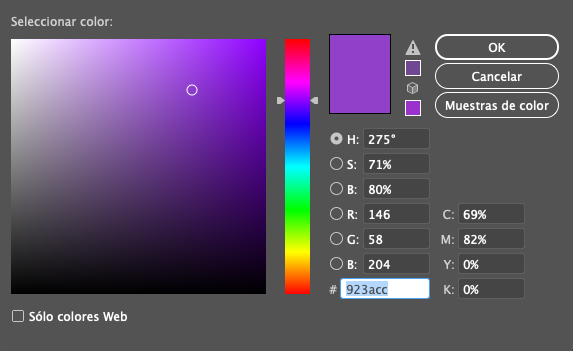 Seleccionar color:
OK
Cancelar
Muestras de color
H: 275°
S: 71%
B: 80%
R: 146 C: 69%
G: 58 M: 82%
B: 204 Y: 0%
# 923acc K: 0%
Sólo colores Web